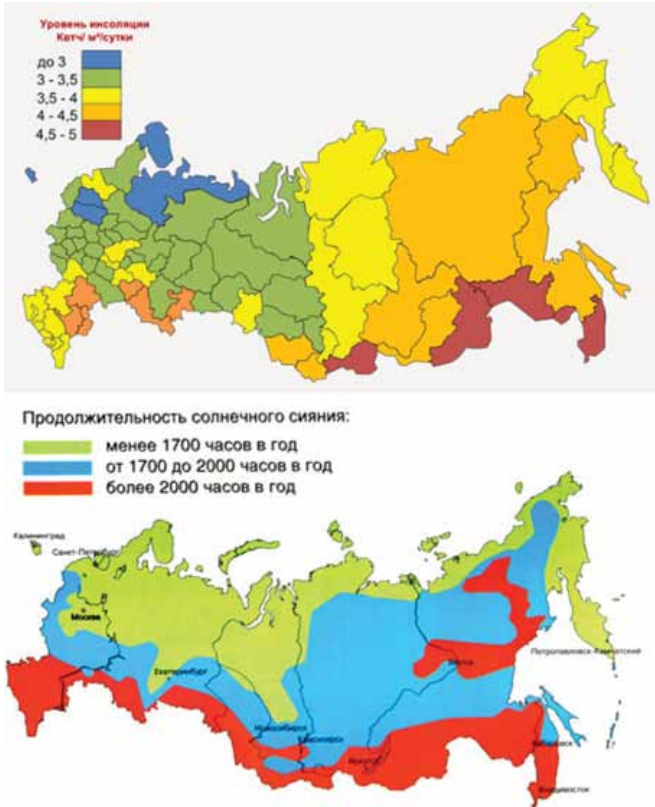 Уровень инсоляции
Квтч/ м²/сутки
до 3
3 - 3,5
3,5 - 4
4 - 4,5
4,5 - 5
Продолжительность солнечного сияния:
менее 1700 часов в год
от 1700 до 2000 часов в год
более 2000 часов в год
Калининград
Санкт-Петербург
Москва
Петропавловск-Камчатский
Екатеринбург
Новосибирск
Красноярск
Иркутск
Хабаровск
Владивосток